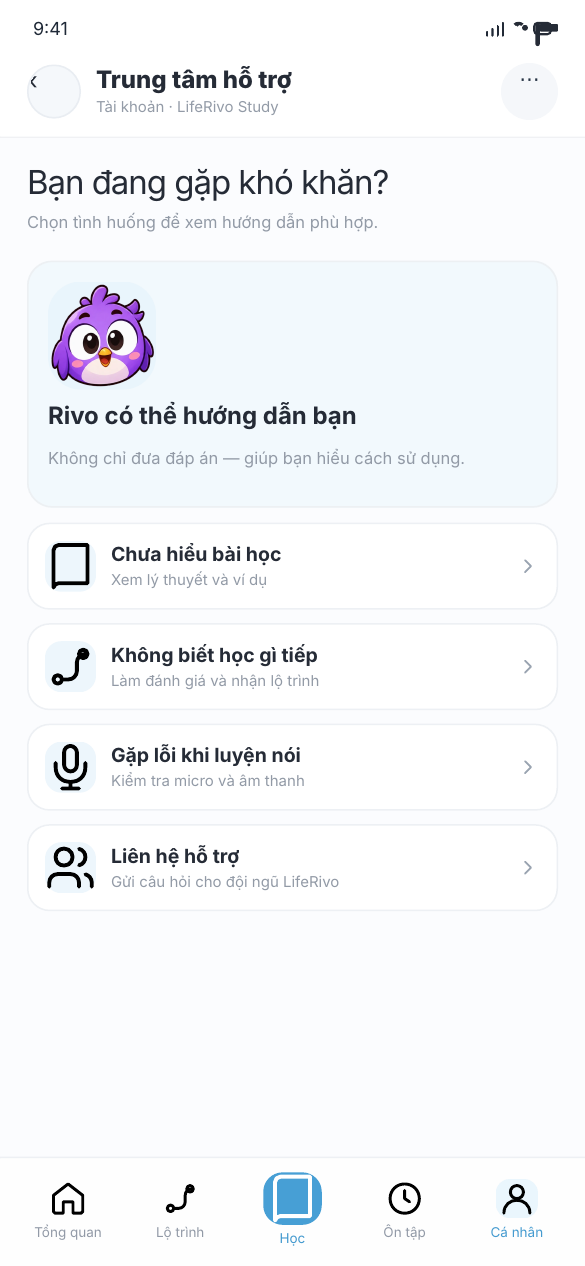 9:41
Trung tâm hỗ trợ
Tài khoản · LifeRivo Study
Bạn đang gặp khó khăn?
Chọn tình huống để xem hướng dẫn phù hợp.
Rivo có thể hướng dẫn bạn
Không chỉ đưa đáp án — giúp bạn hiểu cách sử dụng.
Chưa hiểu bài học
Xem lý thuyết và ví dụ
Không biết học gì tiếp
Làm đánh giá và nhận lộ trình
Gặp lỗi khi luyện nói
Kiểm tra micro và âm thanh
Liên hệ hỗ trợ
Gửi câu hỏi cho đội ngũ LifeRivo
Tổng quan
Lộ trình
Học
Ôn tập
Cá nhân